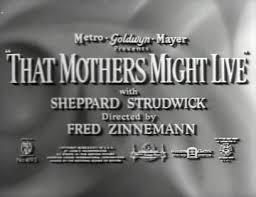 Metro-Goldwyn-Mayer
Presents
"THAT MOTHERS MIGHT LIVE"
with
SHEPPARD STRUDWICK
Directed by
FRED ZINNEMANN